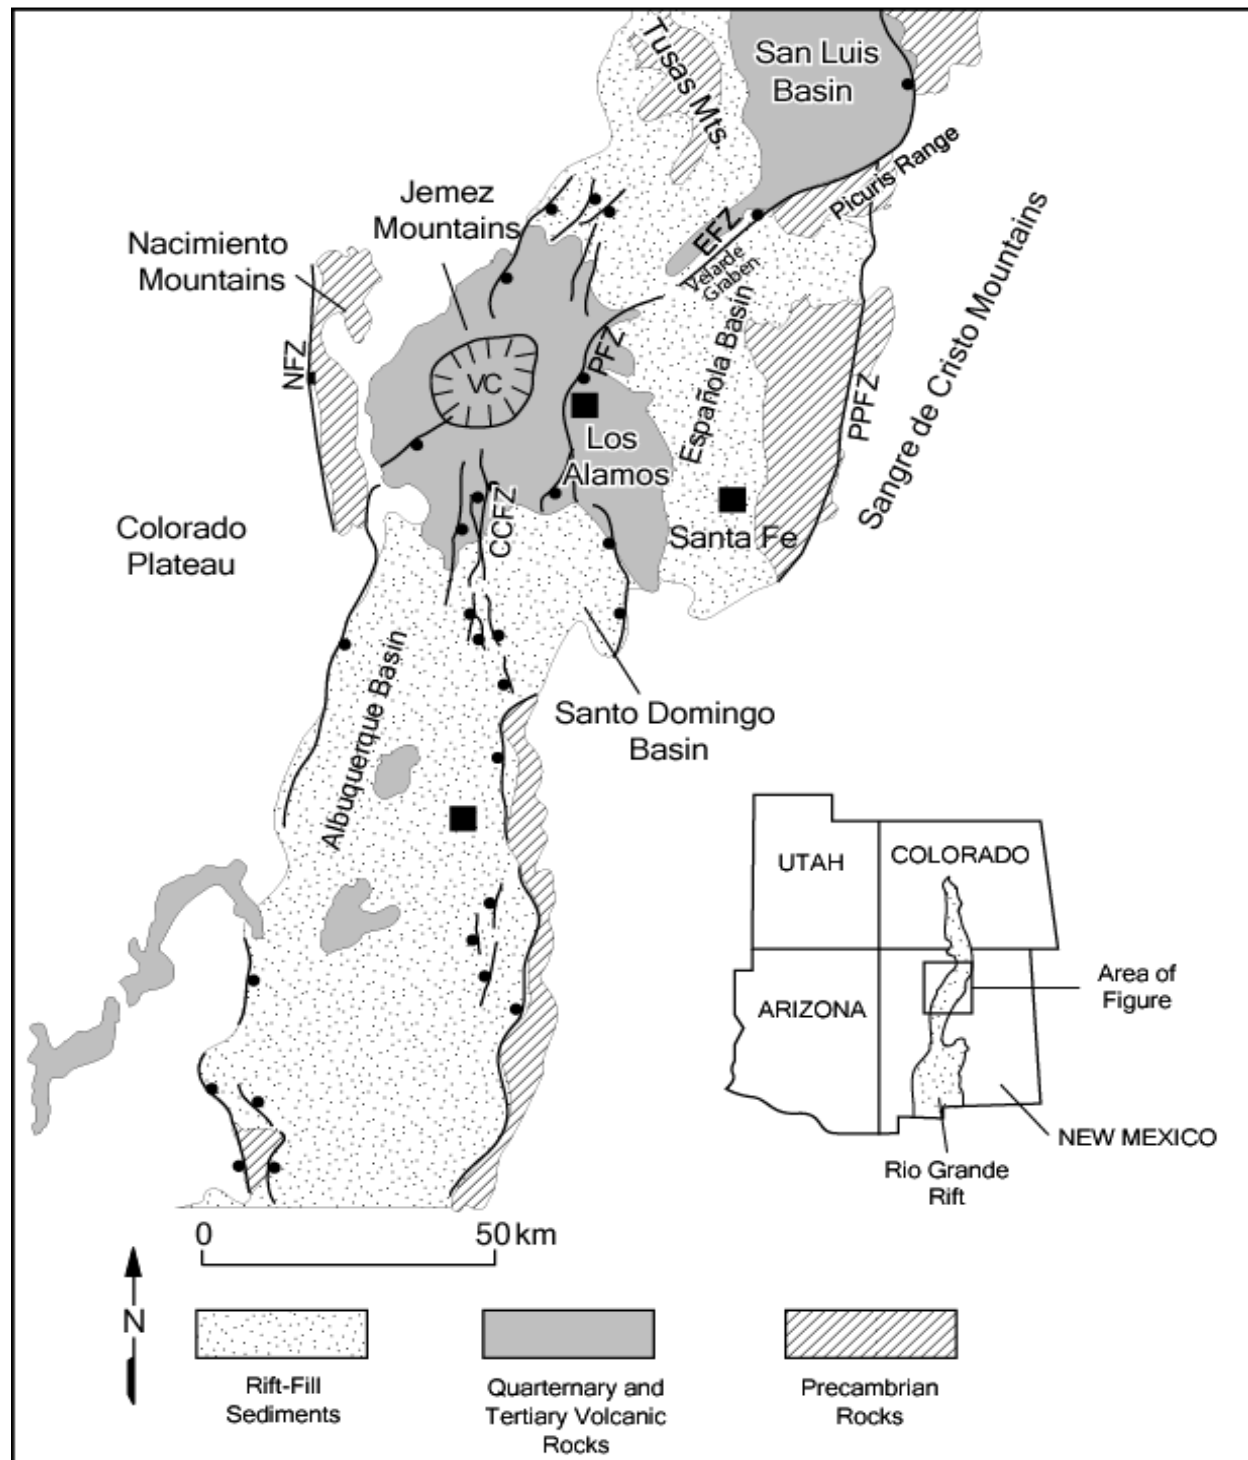 Tusas Mts.
San Luis
Basin
Picuris Range
Jemez
Mountains
Nacimiento
Mountains
EFZ
Velarde
Graben
Sangre de Cristo Mountains
NFZ
VC
PFZ
Española Basin
PPFZ
Los
Alamos
CCFZ
Santa Fe
Colorado
Plateau
Albuquerque Basin
Santo Domingo
Basin
UTAH
COLORADO
ARIZONA
Area of
Figure
NEW MEXICO
Rio Grande
Rift
0
50 km
N
Rift-Fill
Sediments
Quarternary and
Tertiary Volcanic
Rocks
Precambrian
Rocks